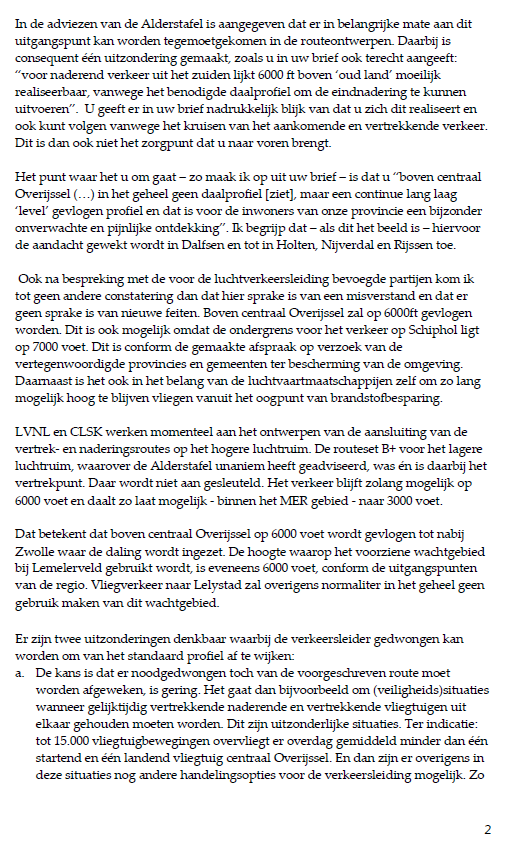 In de adviezen van de Alderstafel is aangegeven dat er in belangrijke mate aan dit
uitgangspunt kan worden tegemoetgekomen in de routeontwerpen. Daarbij is
consequent één uitzondering gemaakt, zoals u in uw brief ook terecht aangeeft:
“voor naderend verkeer uit het zuiden lijkt 6000 ft boven ‘oud land’ moeilijk
realiseerbaar, vanwege het benodigde daalprofiel om de eindnadering te kunnen
uitvoeren”. U geeft er in uw brief nadrukkelijk blijk van dat u zich dit realiseert en
ook kunt volgen vanwege het kruisen van het aankomende en vertrekkende verkeer.
Dit is dan ook niet het zorgpunt dat u naar voren brengt.
Het punt waar het u om gaat – zo maak ik op uit uw brief – is dat u “boven centraal
Overijssel (…) in het geheel geen daalprofiel [ziet], maar een continue lang laag
‘level’ gevlogen profiel en dat is voor de inwoners van onze provincie een bijzonder
onverwachte en pijnlijke ontdekking”. Ik begrijp dat – als dit het beeld is – hiervoor
de aandacht gewekt wordt in Dalfsen en tot in Holten, Nijverdal en Rijssen toe.
Ook na bespreking met de voor de luchtverkeersleiding bevoegde partijen kom ik
tot geen andere constatering dan dat hier sprake is van een misverstand en dat er
geen sprake is van nieuwe feiten. Boven centraal Overijssel zal op 6000ft gevlogen
worden. Dit is ook mogelijk omdat de ondergrens voor het verkeer op Schiphol ligt
op 7000 voet. Dit is conform de gemaakte afspraak op verzoek van de
vertegenwoordigde provincies en gemeenten ter bescherming van de omgeving.
Daarnaast is het ook in het belang van de luchtvaartmaatschappijen zelf om zo lang
mogelijk hoog te blijven vliegen vanuit het oogpunt van brandstofbesparing.
LVNL en CLSK werken momenteel aan het ontwerpen van de aansluiting van de
vertrek- en naderingsroutes op het hogere luchtruim. De routeset B+ voor het lagere
luchtruim, waarover de Alderstafel unaniem heeft geadviseerd, was én is daarbij het
vertrekpunt. Daar wordt niet aan gesleuteld. Het verkeer blijft zolang mogelijk op
6000 voet en daalt zo laat mogelijk - binnen het MER gebied - naar 3000 voet.
Dat betekent dat boven centraal Overijssel op 6000 voet wordt gevlogen tot nabij
Zwolle waar de daling wordt ingezet. De hoogte waarop het voorziene wachtgebied
bij Lemelerveld gebruikt wordt, is eveneens 6000 voet, conform de uitgangspunten
van de regio. Vliegverkeer naar Lelystad zal overigens normaliter in het geheel geen
gebruik maken van dit wachtgebied.
Er zijn twee uitzonderingen denkbaar waarbij de verkeersleider gedwongen kan
worden om van het standaard profiel af te wijken:
a. De kans is dat er noodgedwongen toch van de voorgeschreven route moet
worden afgeweken, is gering. Het gaat dan bijvoorbeeld om (veiligheids)situaties
wanneer gelijktijdig vertrekkende naderende en vertrekkende vliegtuigen uit
elkaar gehouden moeten worden. Dit zijn uitzonderlijke situaties. Ter indicatie:
tot 15.000 vliegtuigbewegingen overvliegt er overdag gemiddeld minder dan één
startend en één landend vliegtuig centraal Overijssel. En dan zijn er overigens in
deze situaties nog andere handelingsopties voor de verkeersleiding mogelijk. Zo
2